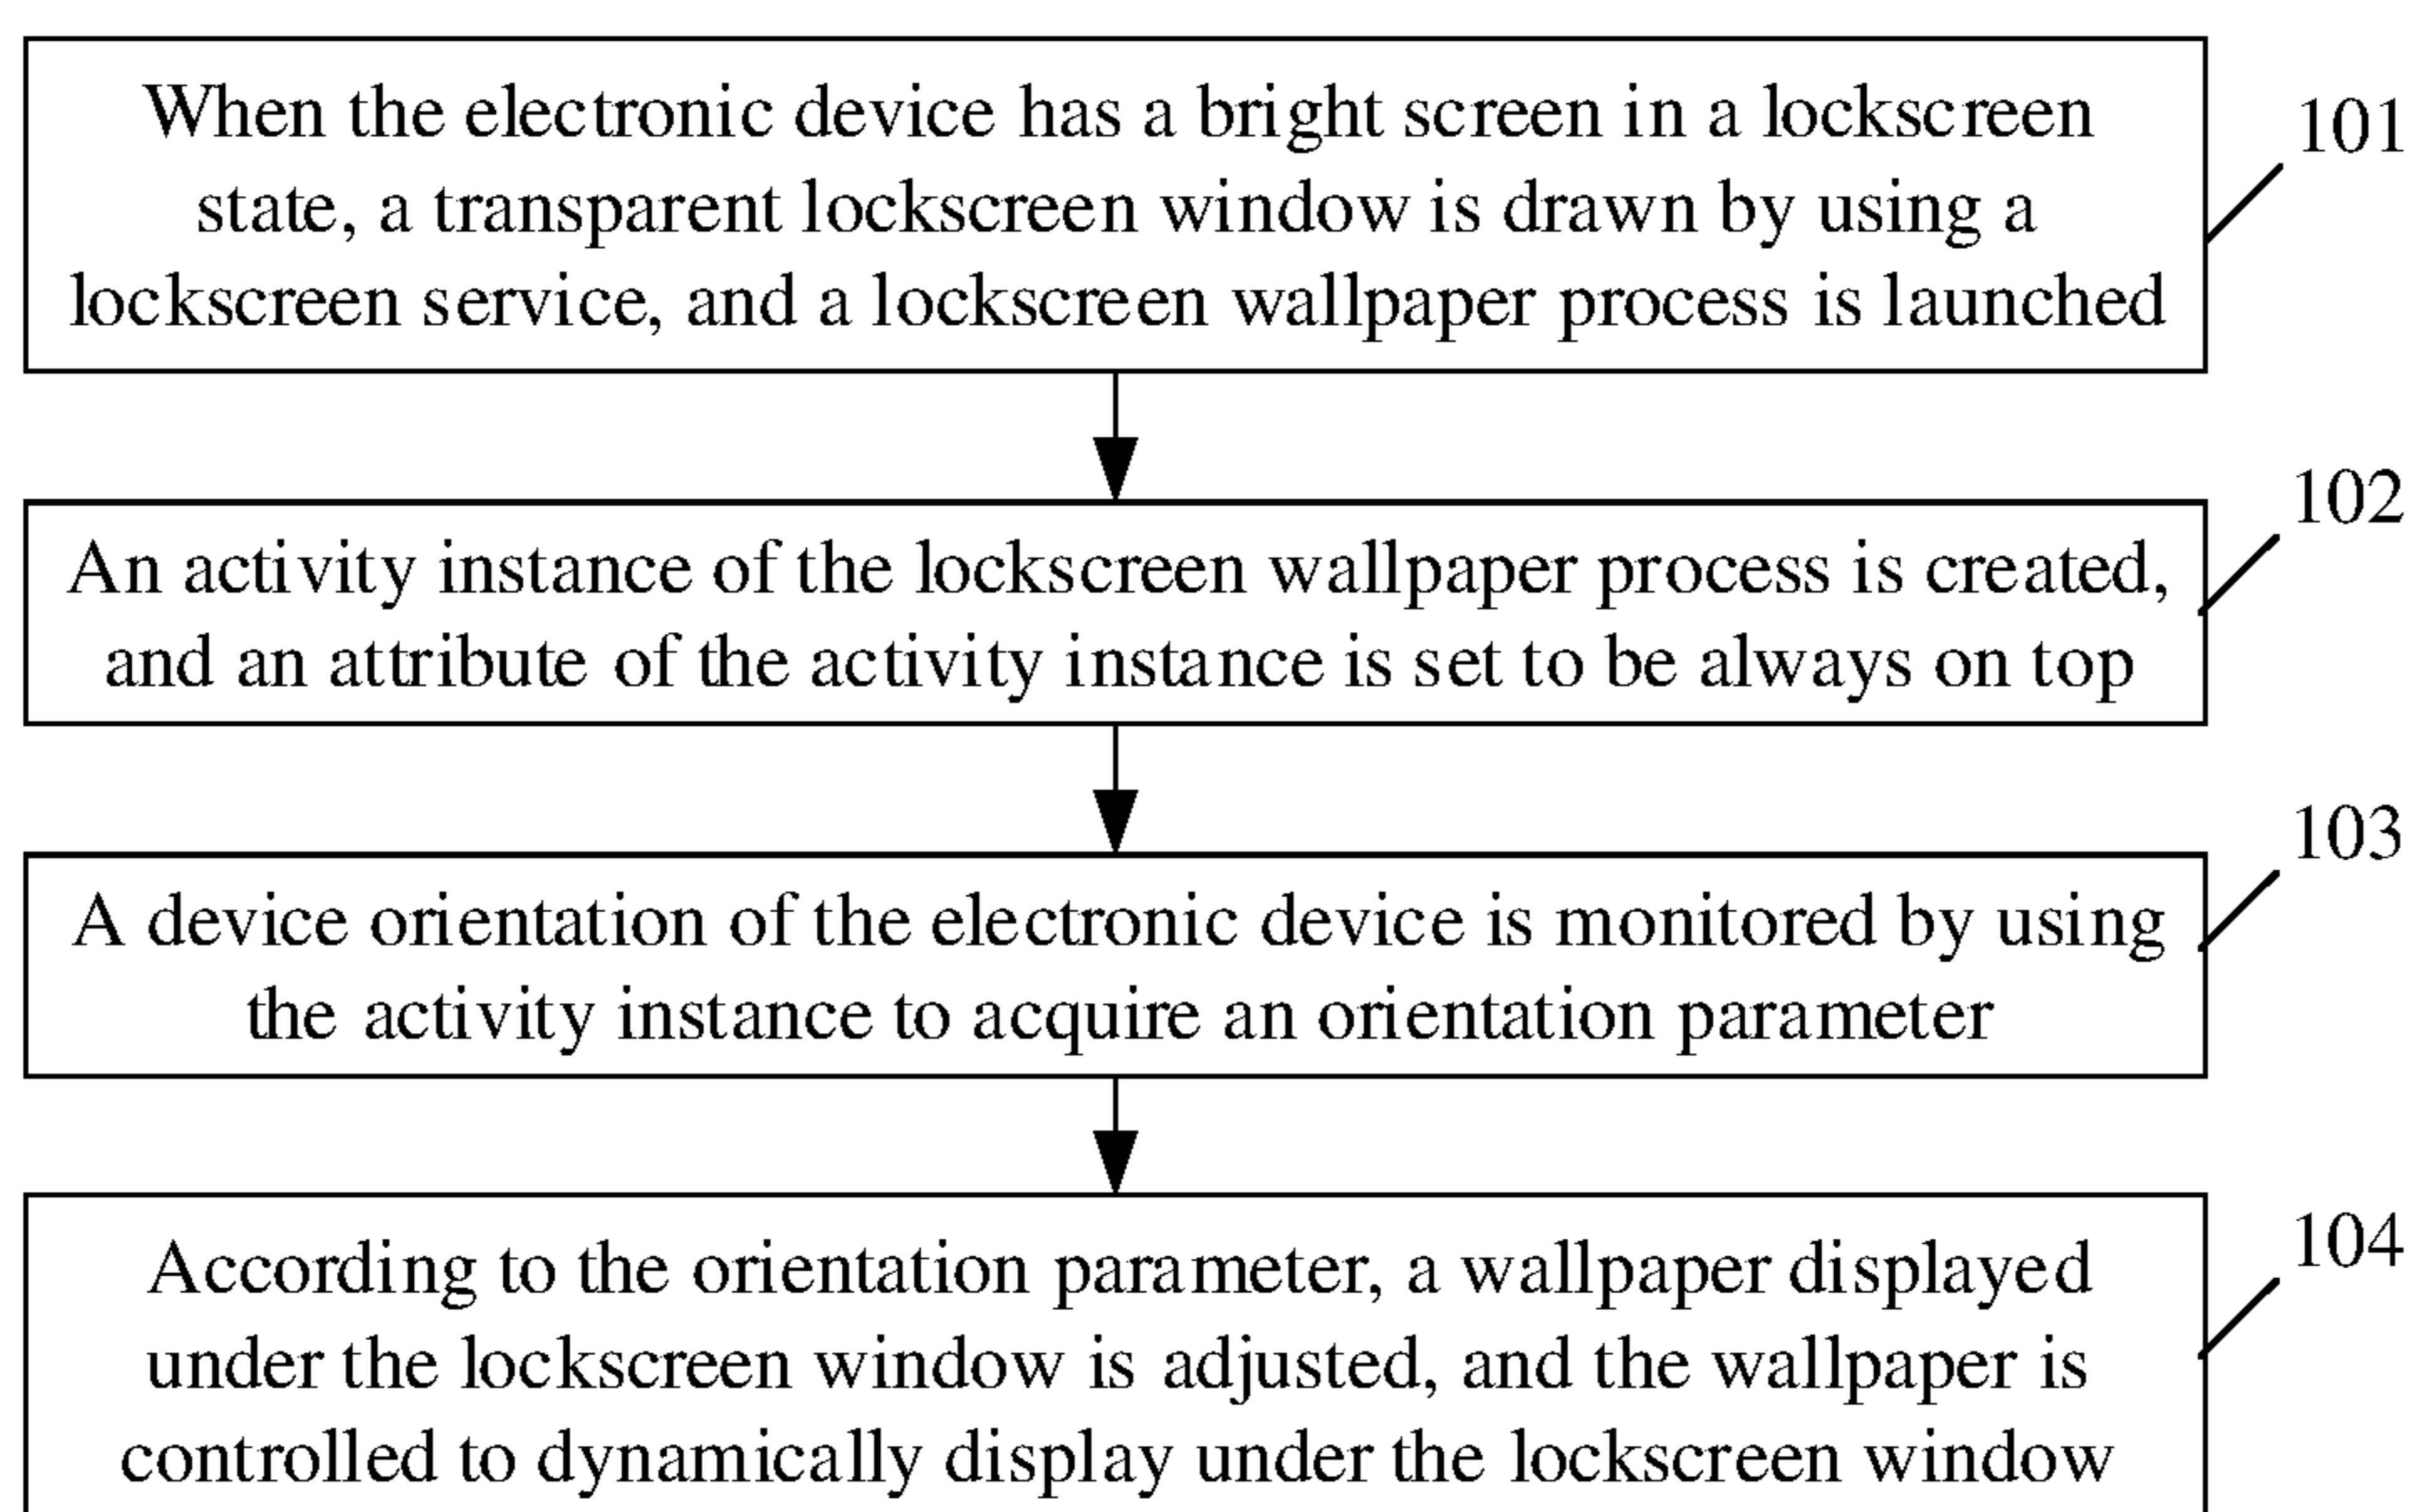 When the electronic device has a bright screen in a lockscreen
101
state, a transparent lockscreen window is drawn by using a
lockscreen service, and a lockscreen wallpaper process is launched
102
An activity instance of the lockscreen wallpaper process is created,
and an attribute of the activity instance is set to be always on top
103
A device orientation of the electronic device is monitored by using
the activity instance to acquire an orientation parameter
104
According to the orientation parameter, a wallpaper displayed
under the lockscreen window is adjusted, and the wallpaper is
controlled to dynamically display under the lockscreen window